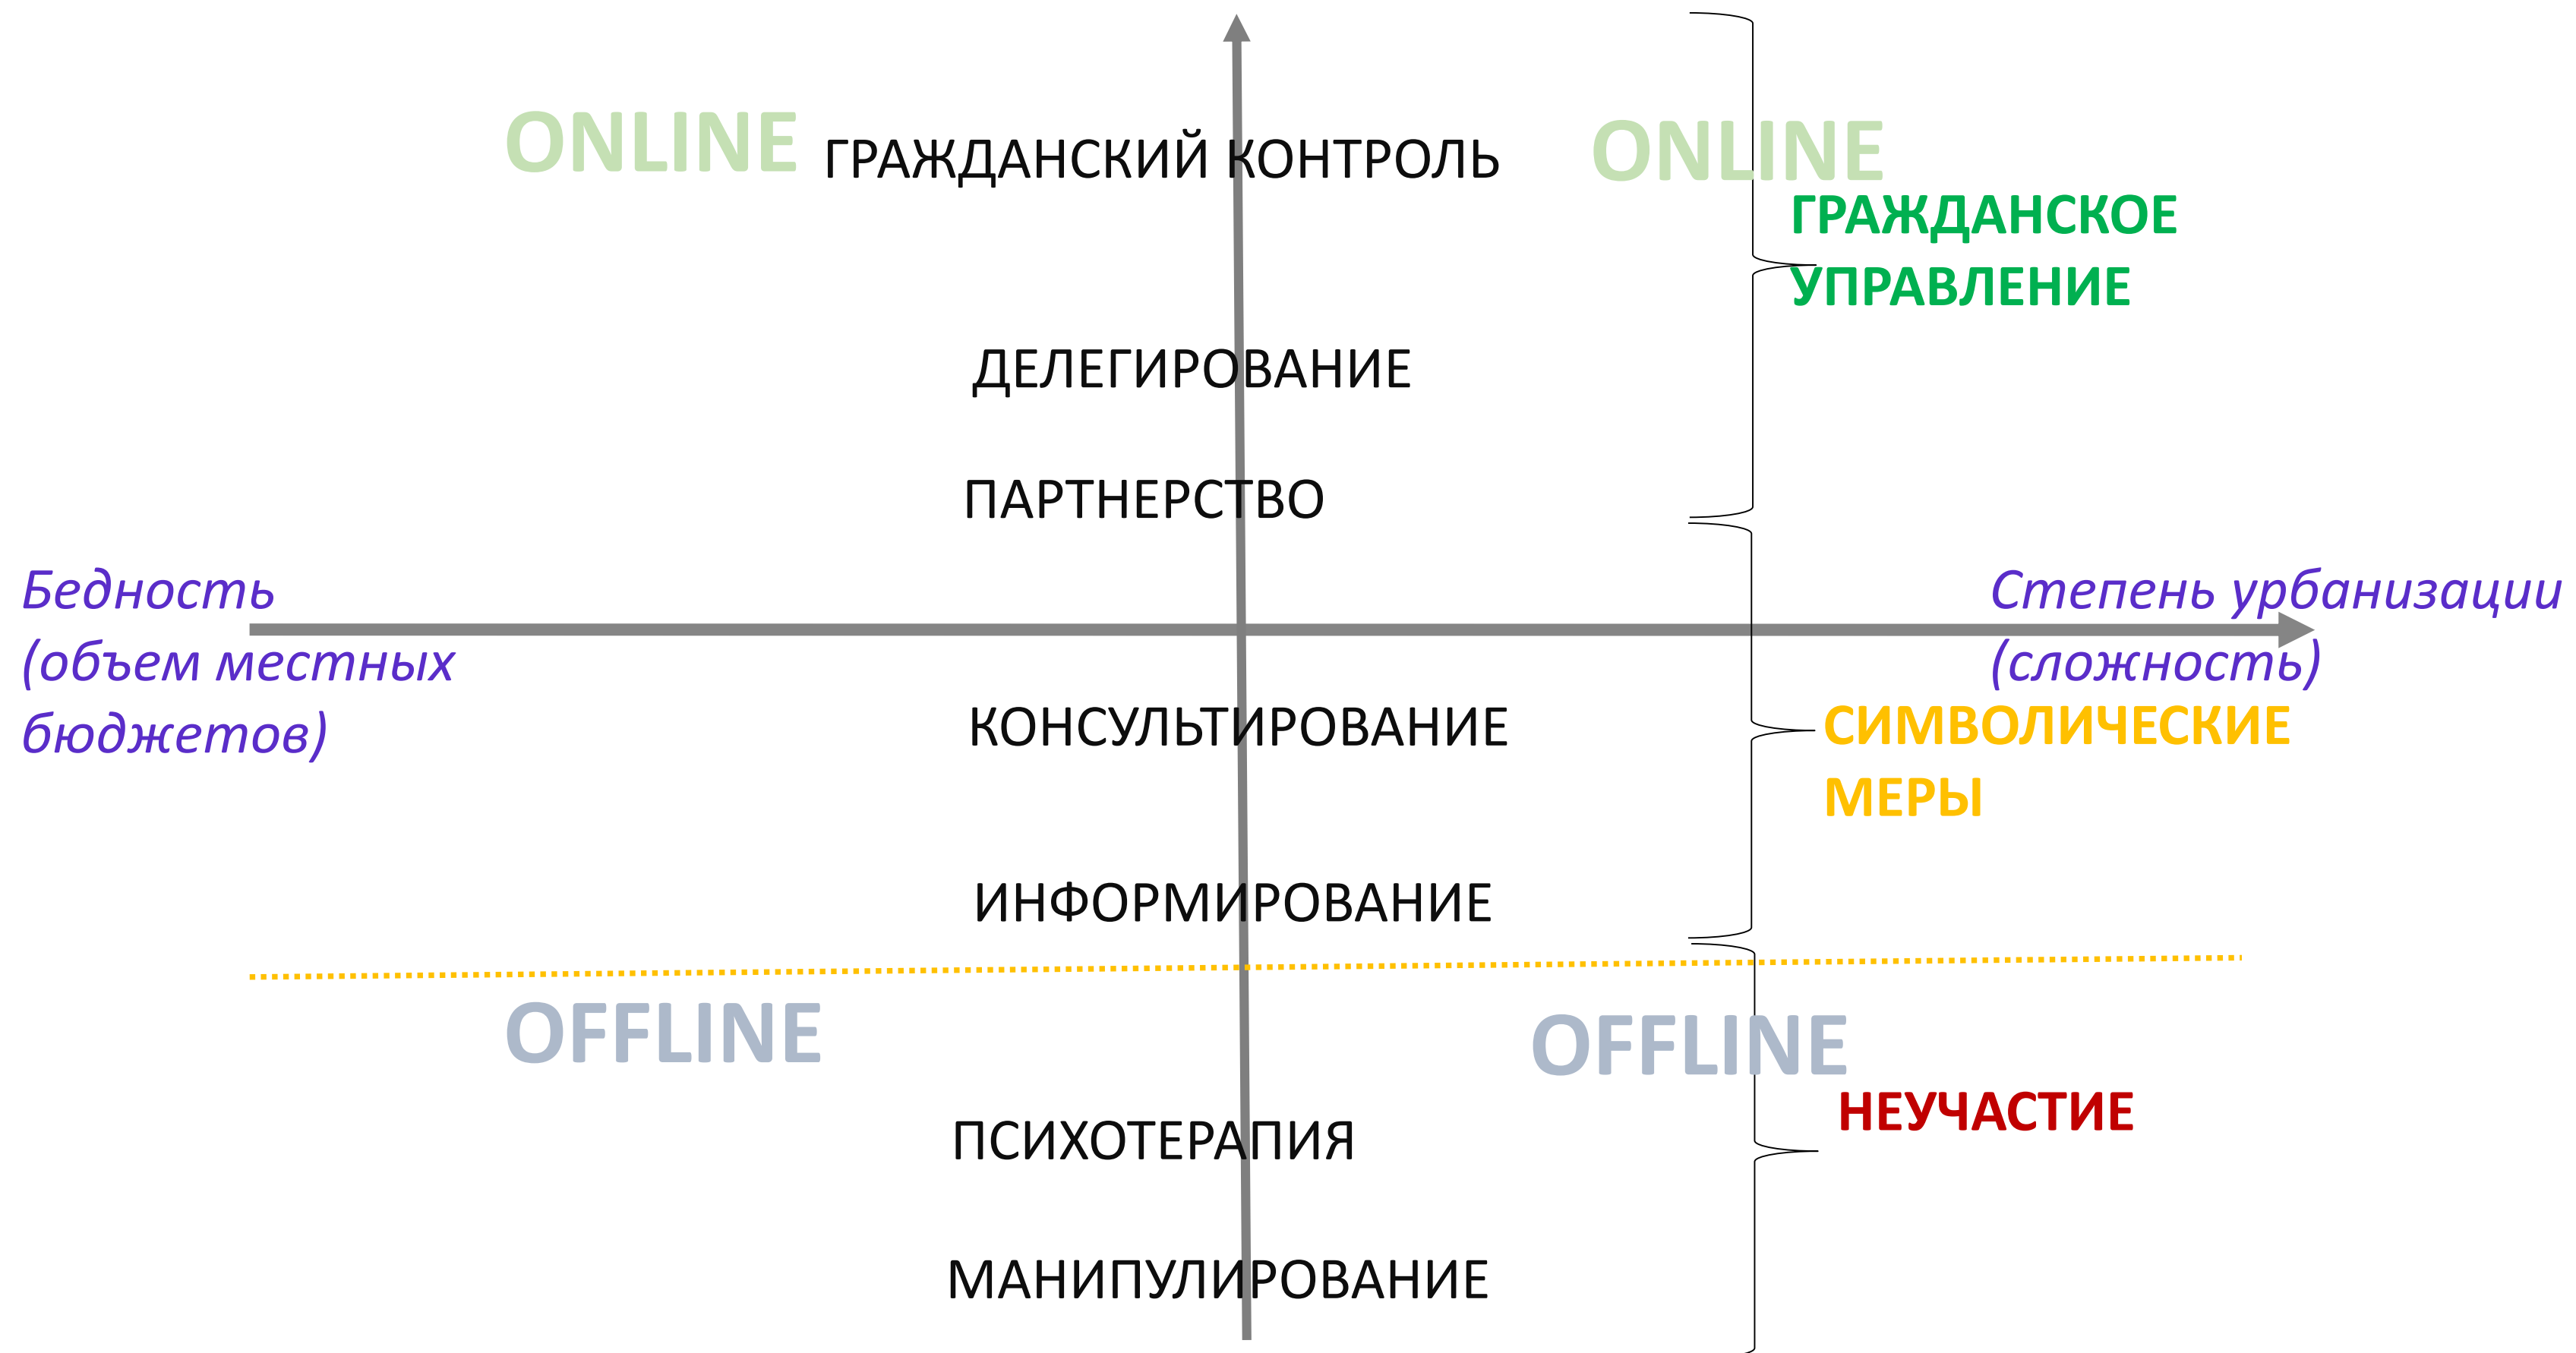 ONLINE
ГРАЖДАНСКИЙ КОНТРОЛЬ
ONLINE
ГРАЖДАНСКОЕ
УПРАВЛЕНИЕ
ДЕЛЕГИРОВАНИЕ
ПАРТНЕРСТВО
Бедность
(объем местных
бюджетов)
Степень урбанизации
(сложность)
КОНСУЛЬТИРОВАНИЕ
СИМВОЛИЧЕСКИЕ
МЕРЫ
ИНФОРМИРОВАНИЕ
OFFLINE
OFFLINE
НЕУЧАСТИЕ
ПСИХОТЕРАПИЯ
МАНИПУЛИРОВАНИЕ